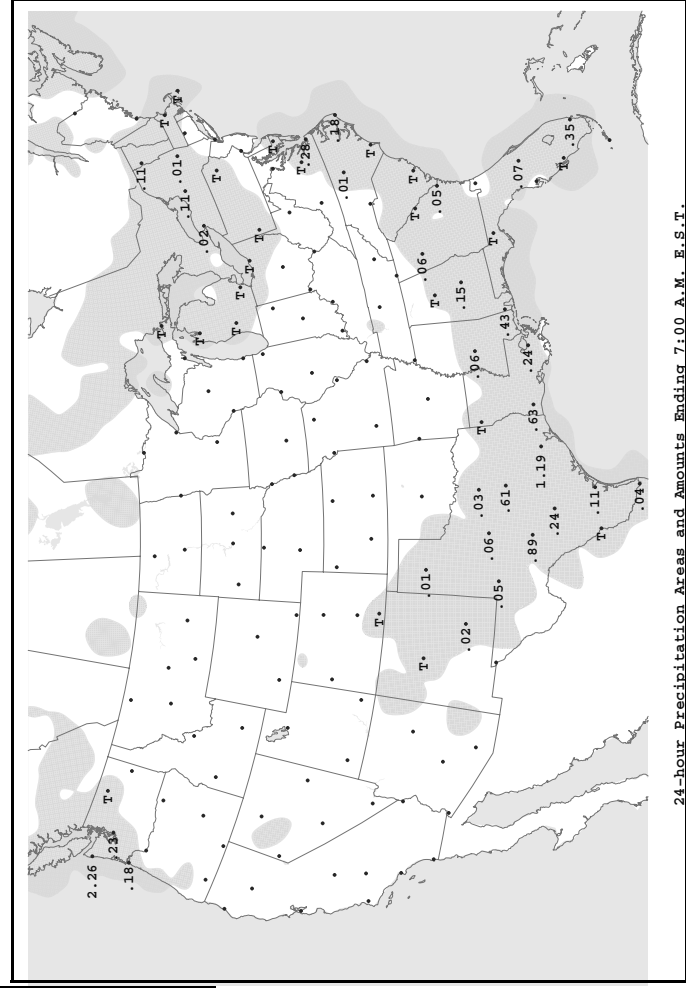 2.26
T
.23
.18
.11
T
T
.01
T
.11
T
.02
T
T
T
T
T
T
T
.28
.18
.01
T
T
T
T
.06
T
.01
T
.05
.15
.02
.06
.03
T
.06
T
.05
.43
.61
.07
.24
.89
.63
1.19
.24
T
.35
.11
T
.04
24-hour Precipitation Areas and Amounts Ending 7:00 A.M. E.S.T.